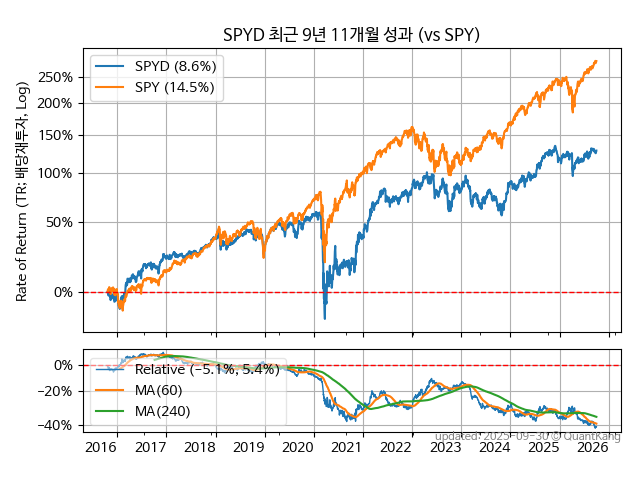 SPYD 최근 9년 11개월 성과 (vs SPY)
SPYD (8.6%)
SPY (14.5%)
Rate of Return (TR: 배당재투자, Log)
250%
200%
150%
100%
50%
0%
Relative (−5.1%, 5.4%)
MA(60)
MA(240)
0%
−20%
−40%
updated: 2025-09-30 © QuantKang
2016 2017 2018 2019 2020 2021 2022 2023 2024 2025 2026